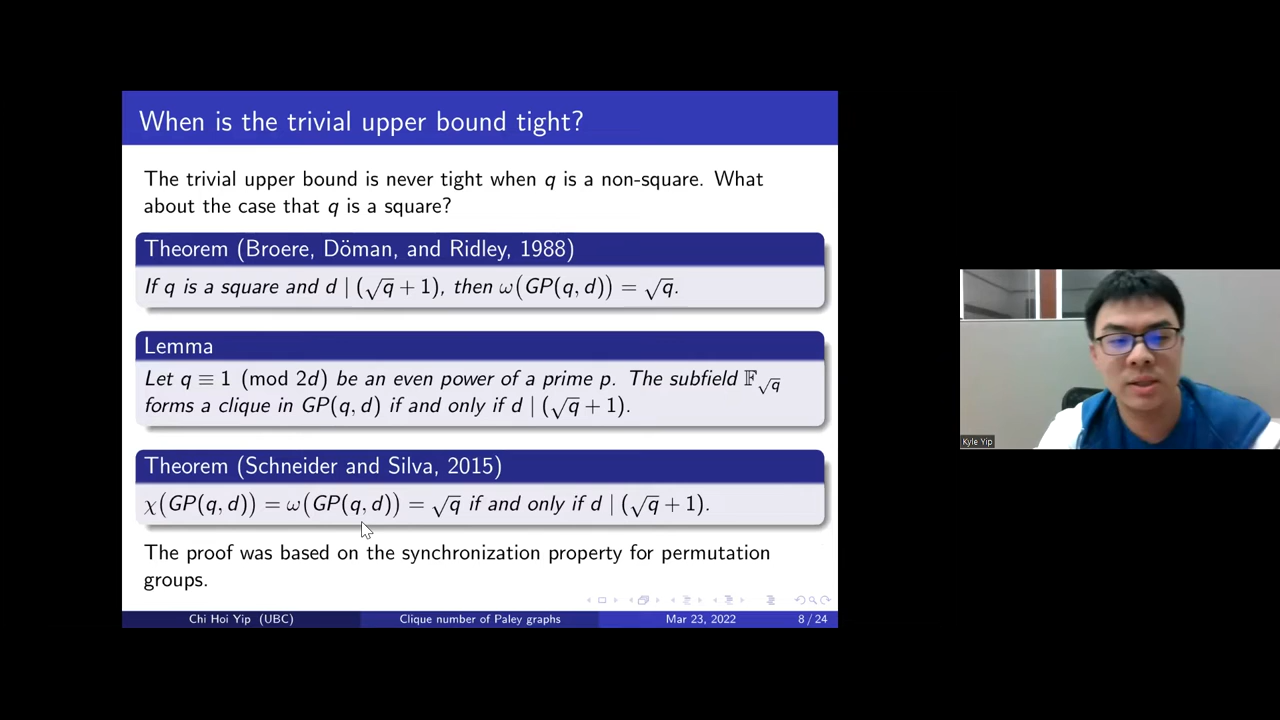 When is the trivial upper bound tight?
The trivial upper bound is never tight when q is a non-square. What
about the case that q is a square?
Theorem (Broere, Döman, and Ridley, 1988)
If q is a square and d | (√q + 1), then ω(GP(q, d)) = √q.
Lemma
Let q ≡ 1 (mod 2d) be an even power of a prime p. The subfield 𝔽_√q
forms a clique in GP(q, d) if and only if d | (√q + 1).
Theorem (Schneider and Silva, 2015)
χ(GP(q, d)) = ω(GP(q, d)) = √q if and only if d | (√q + 1).
The proof was based on the synchronization property for permutation
groups.
Chi Hoi Yip (UBC) Clique number of Paley graphs Mar 23, 2022 8 / 24
Kyle Yip